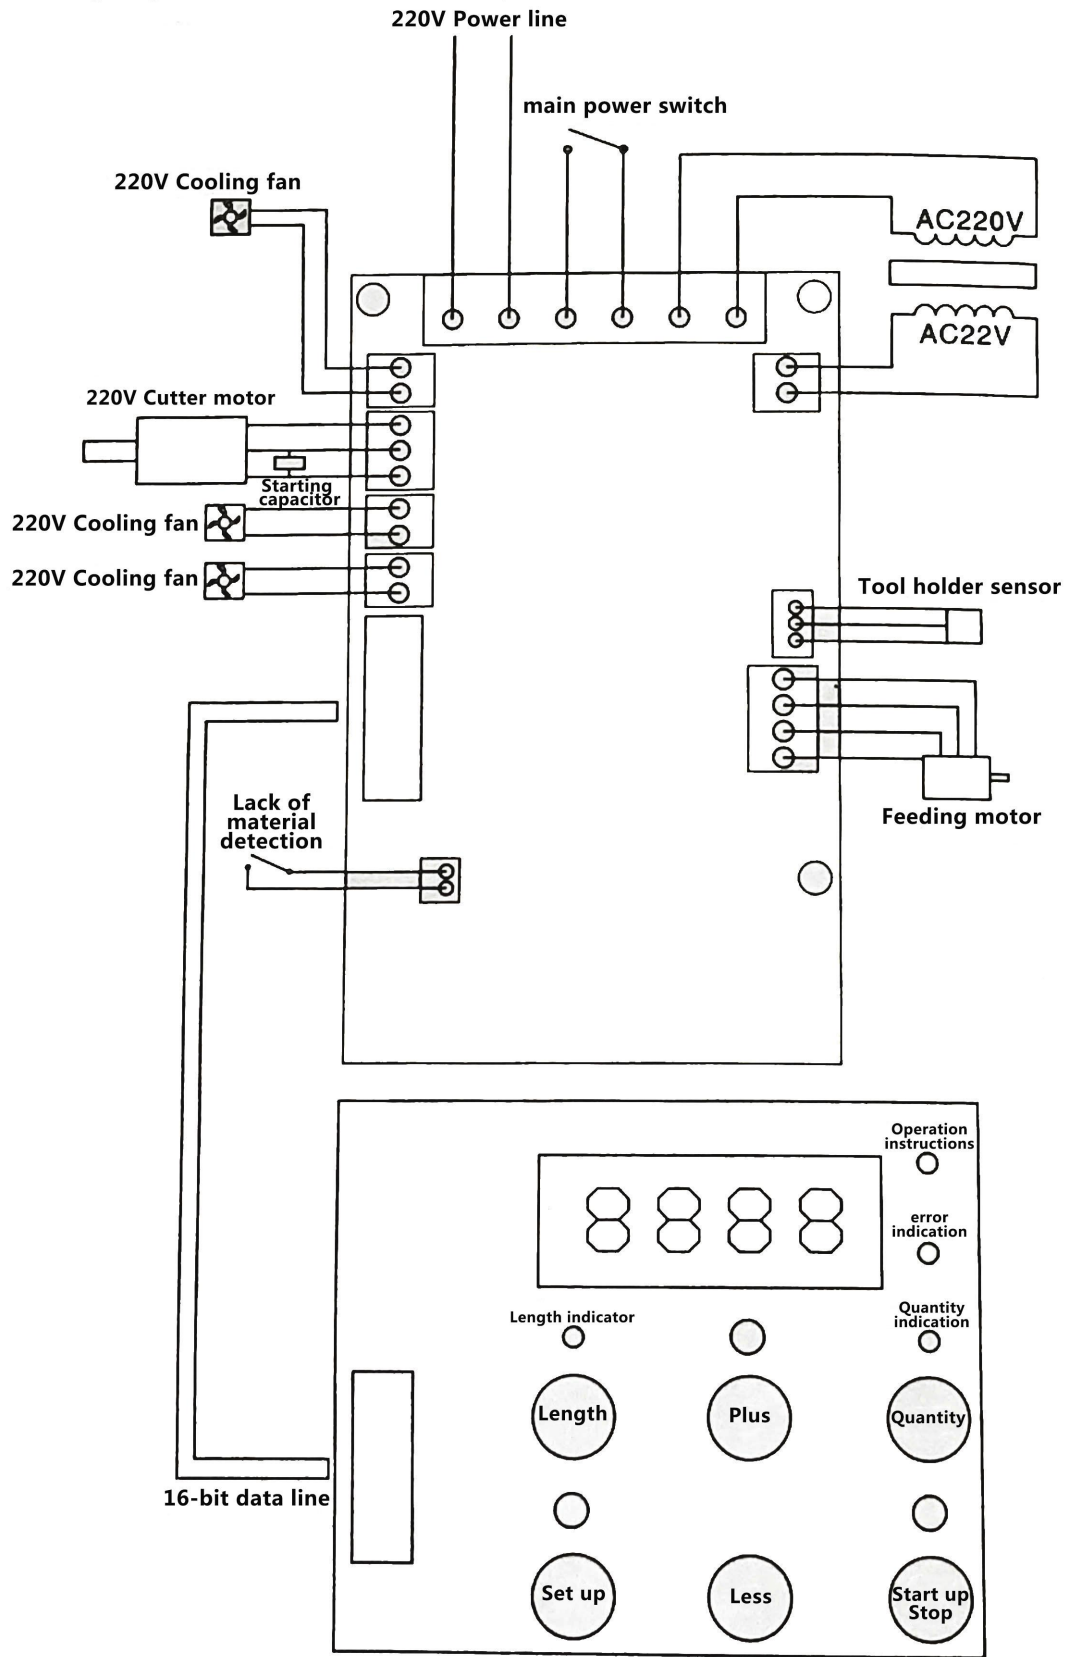 220V Power line
main power switch
220V Cooling fan
AC220V
AC22V
220V Cutter motor
Starting
capacitor
220V Cooling fan
220V Cooling fan
Tool holder sensor
Feeding motor
Lack of
material
detection
Operation
instructions
error
indication
Quantity
indication
Length indicator
Length
Plus
Quantity
16-bit data line
Set up
Less
Start up
Stop